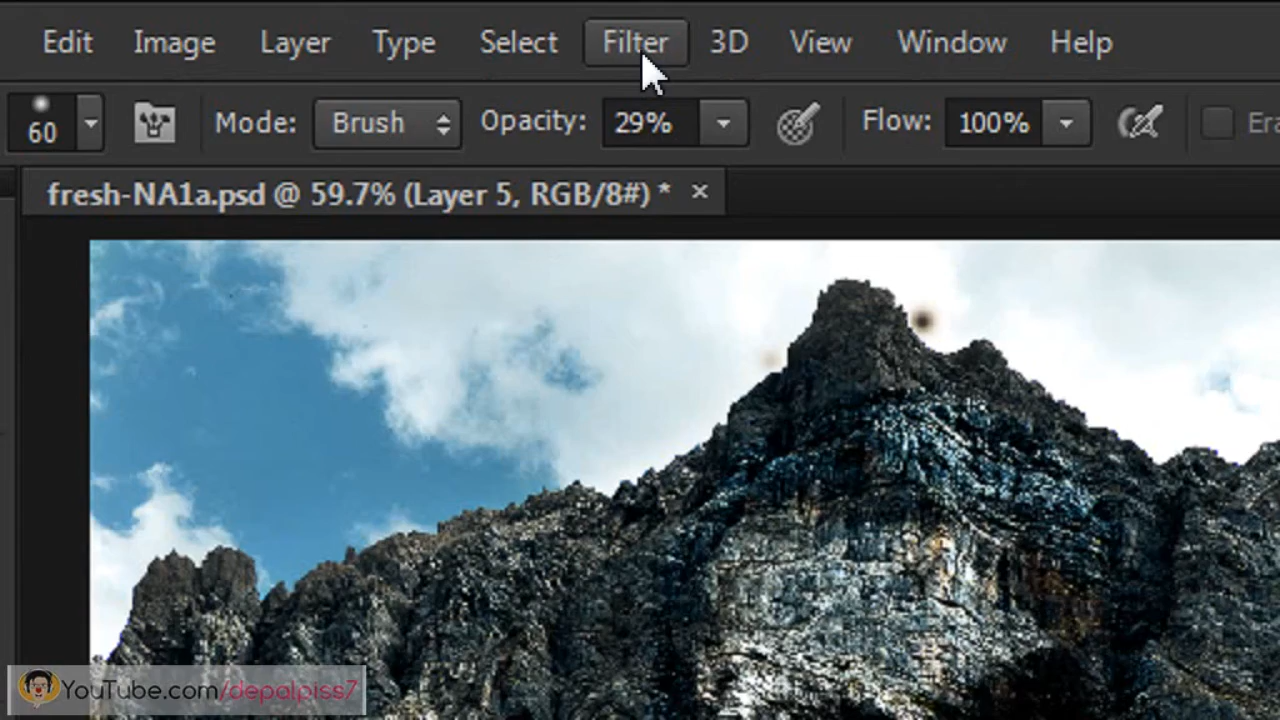 Edit Image Layer Type Select Filter 3D View Window Help
60 Mode: Brush Opacity: 29% Flow: 100%
fresh-NA1a.psd @ 59.7% (Layer 5, RGB/8#) * ×
YouTube.com/depalpiss7